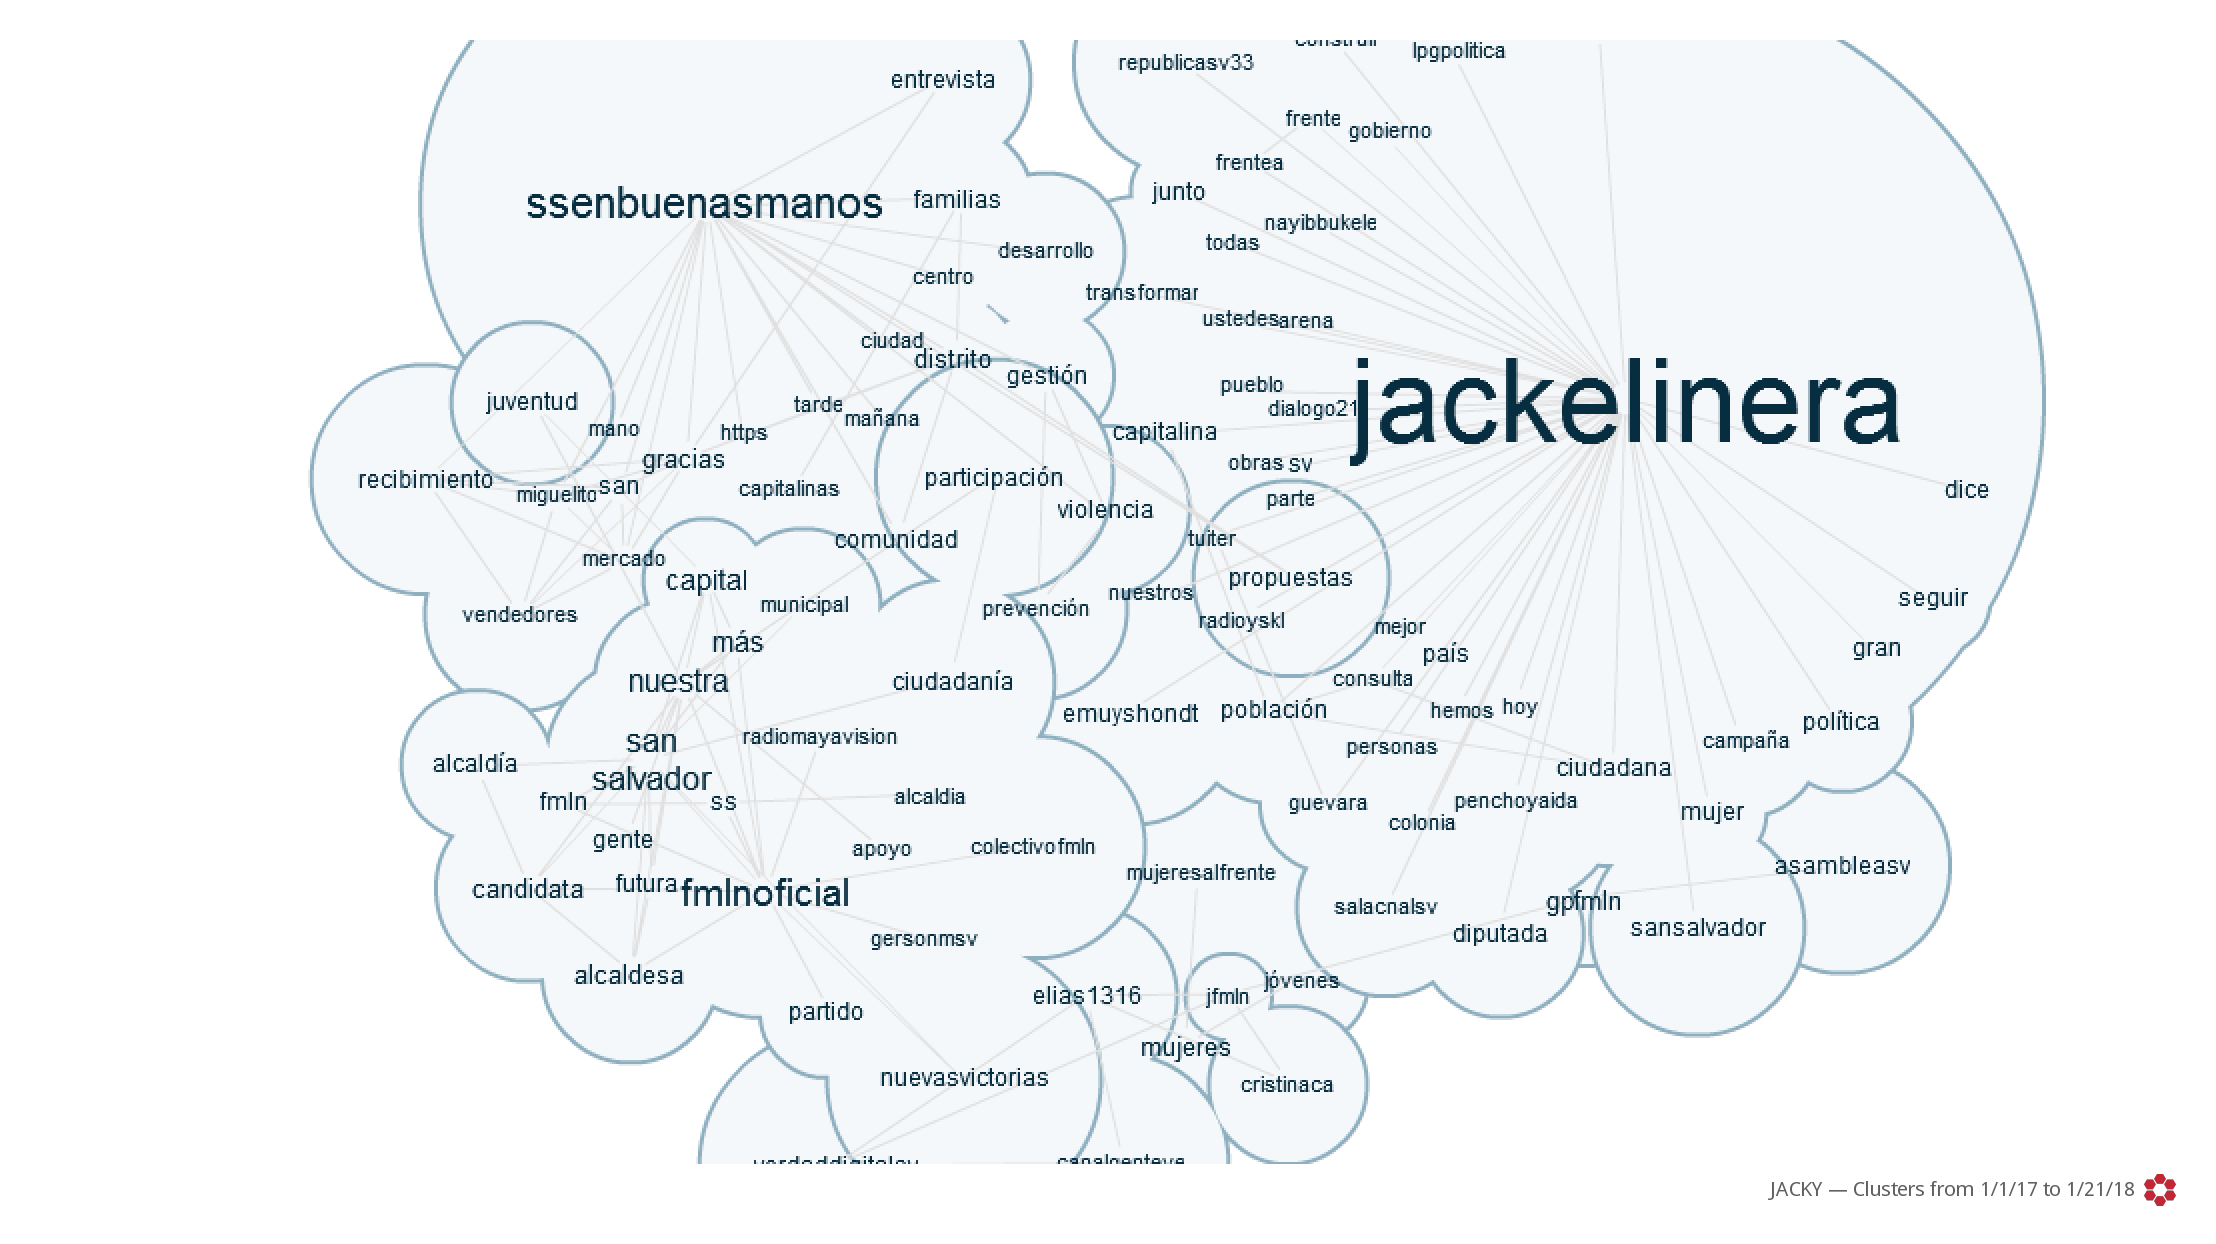 construir
lpgpolitica
republicasv33
entrevista
frente
gobierno
frentea
junto
ssenbuenasmanos
familias
nayibbukele
todas
desarrollo
centro
transformar
ustedes
arena
ciudad
distrito
gestión
jackelinera
pueblo
juventud
tarde
mañana
dialogo21
mano
https
capitalina
gracias
obras
sv
recibimiento
miguelito
san
capitalinas
participación
parte
dice
violencia
comunidad
tuiter
mercado
capital
propuestas
municipal
nuestros
vendedores
prevención
seguir
radioyskl
mejor
más
país
gran
nuestra
ciudadanía
consulta
emuyshondt
población
hemos
hoy
política
san
radiomayavision
personas
campaña
alcaldía
ciudadana
salvador
fmln
ss
alcaldia
guevara
penchoyaida
mujer
colonia
gente
apoyo
colectivofmln
mujeresalfrente
asambleasv
candidata
futura
fmlnoficial
salacnalsv
gpfmln
diputada
sansalvador
gersonmsv
alcaldesa
jóvenes
elias1316
jfmln
partido
mujeres
nuevasvictorias
cristinaca
JACKY — Clusters from 1/1/17 to 1/21/18